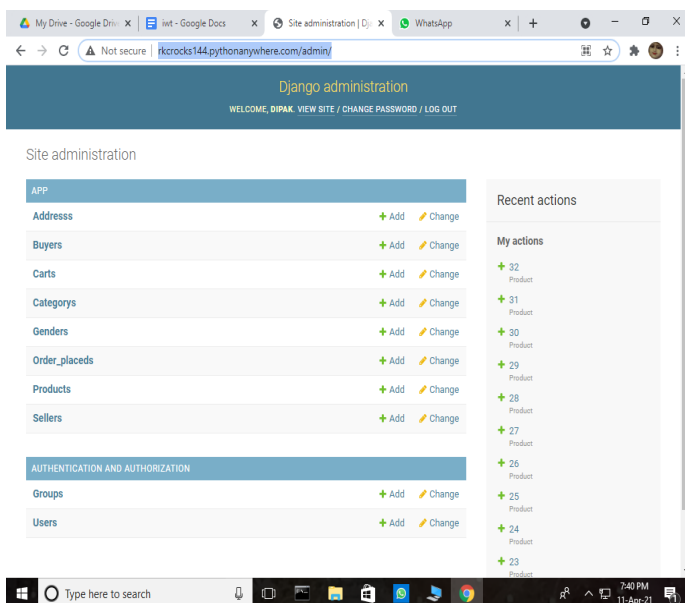 My Drive - Google Driv
iwt - Google Docs
Site administration | Dj
WhatsApp
Not secure | rkcrocks144.pythonanywhere.com/admin/
Django administration
WELCOME, DIPAK. VIEW SITE / CHANGE PASSWORD / LOG OUT
Site administration
APP
Addresss + Add Change
Buyers + Add Change
Carts + Add Change
Categorys + Add Change
Genders + Add Change
Order_placeds + Add Change
Products + Add Change
Sellers + Add Change
AUTHENTICATION AND AUTHORIZATION
Groups + Add Change
Users + Add Change
Recent actions
My actions
+ 32
Product
+ 31
Product
+ 30
Product
+ 29
Product
+ 28
Product
+ 27
Product
+ 26
Product
+ 25
Product
+ 24
Product
+ 23
Product
Type here to search
7:40 PM
11-Apr-21